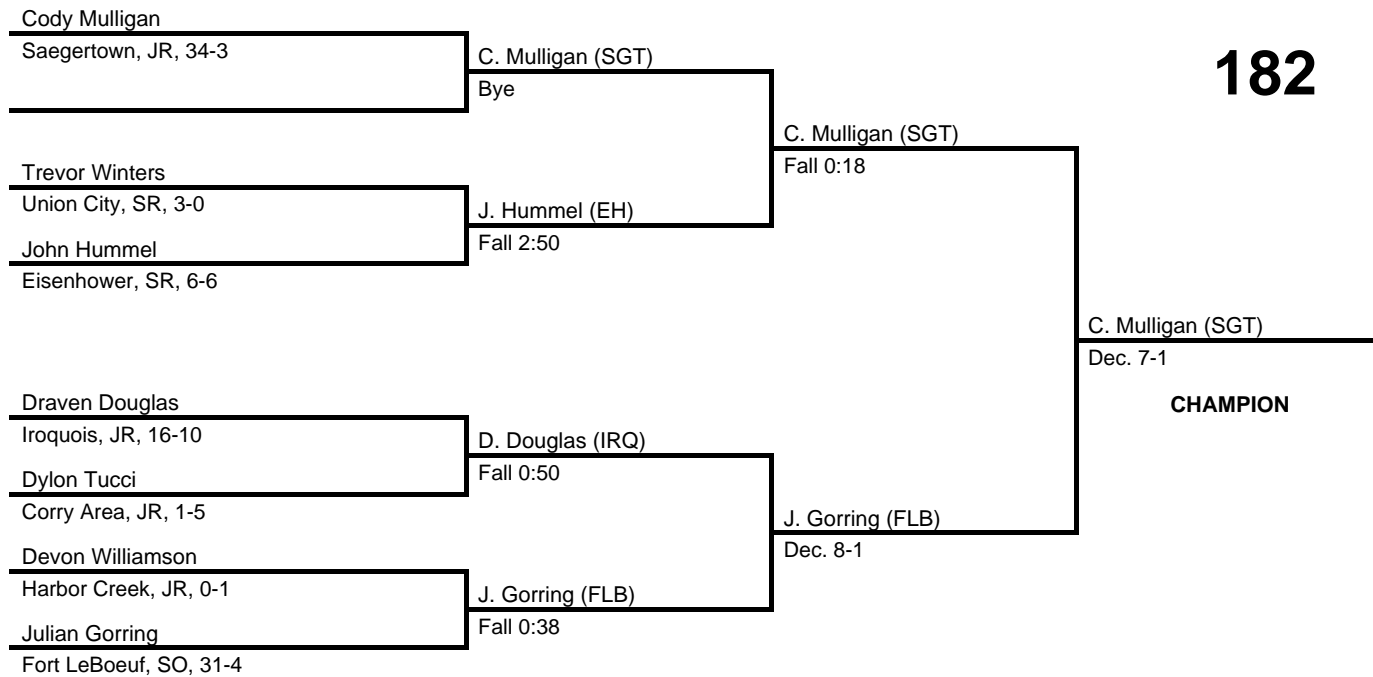 Cody Mulligan
Saegertown, JR, 34-3
C. Mulligan (SGT)
Bye
182
C. Mulligan (SGT)
Fall 0:18
Trevor Winters
Union City, SR, 3-0
J. Hummel (EH)
Fall 2:50
John Hummel
Eisenhower, SR, 6-6
C. Mulligan (SGT)
Dec. 7-1
CHAMPION
Draven Douglas
Iroquois, JR, 16-10
D. Douglas (IRQ)
Fall 0:50
Dylon Tucci
Corry Area, JR, 1-5
J. Gorring (FLB)
Dec. 8-1
Devon Williamson
Harbor Creek, JR, 0-1
J. Gorring (FLB)
Fall 0:38
Julian Gorring
Fort LeBoeuf, SO, 31-4